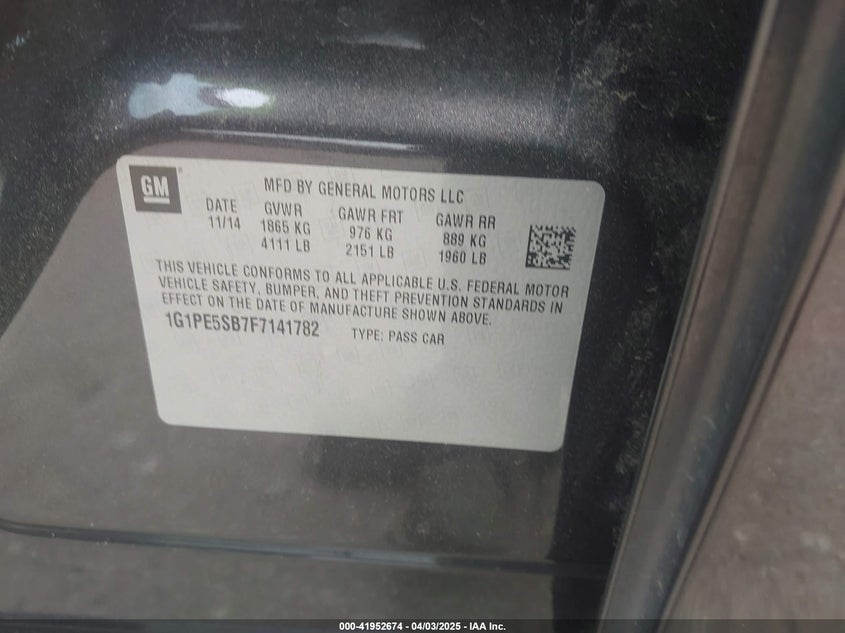 GM
MFD BY GENERAL MOTORS LLC
DATE GVWR GAWR FRT GAWR RR
11/14 1865 KG 976 KG 889 KG
4111 LB 2151 LB 1960 LB
THIS VEHICLE CONFORMS TO ALL APPLICABLE U.S. FEDERAL MOTOR
VEHICLE SAFETY, BUMPER, AND THEFT PREVENTION STANDARDS IN
EFFECT ON THE DATE OF MANUFACTURE SHOWN ABOVE.
1G1PE5SB7F7141782 TYPE: PASS CAR
000-41952674 - 04/03/2025 - IAA Inc.